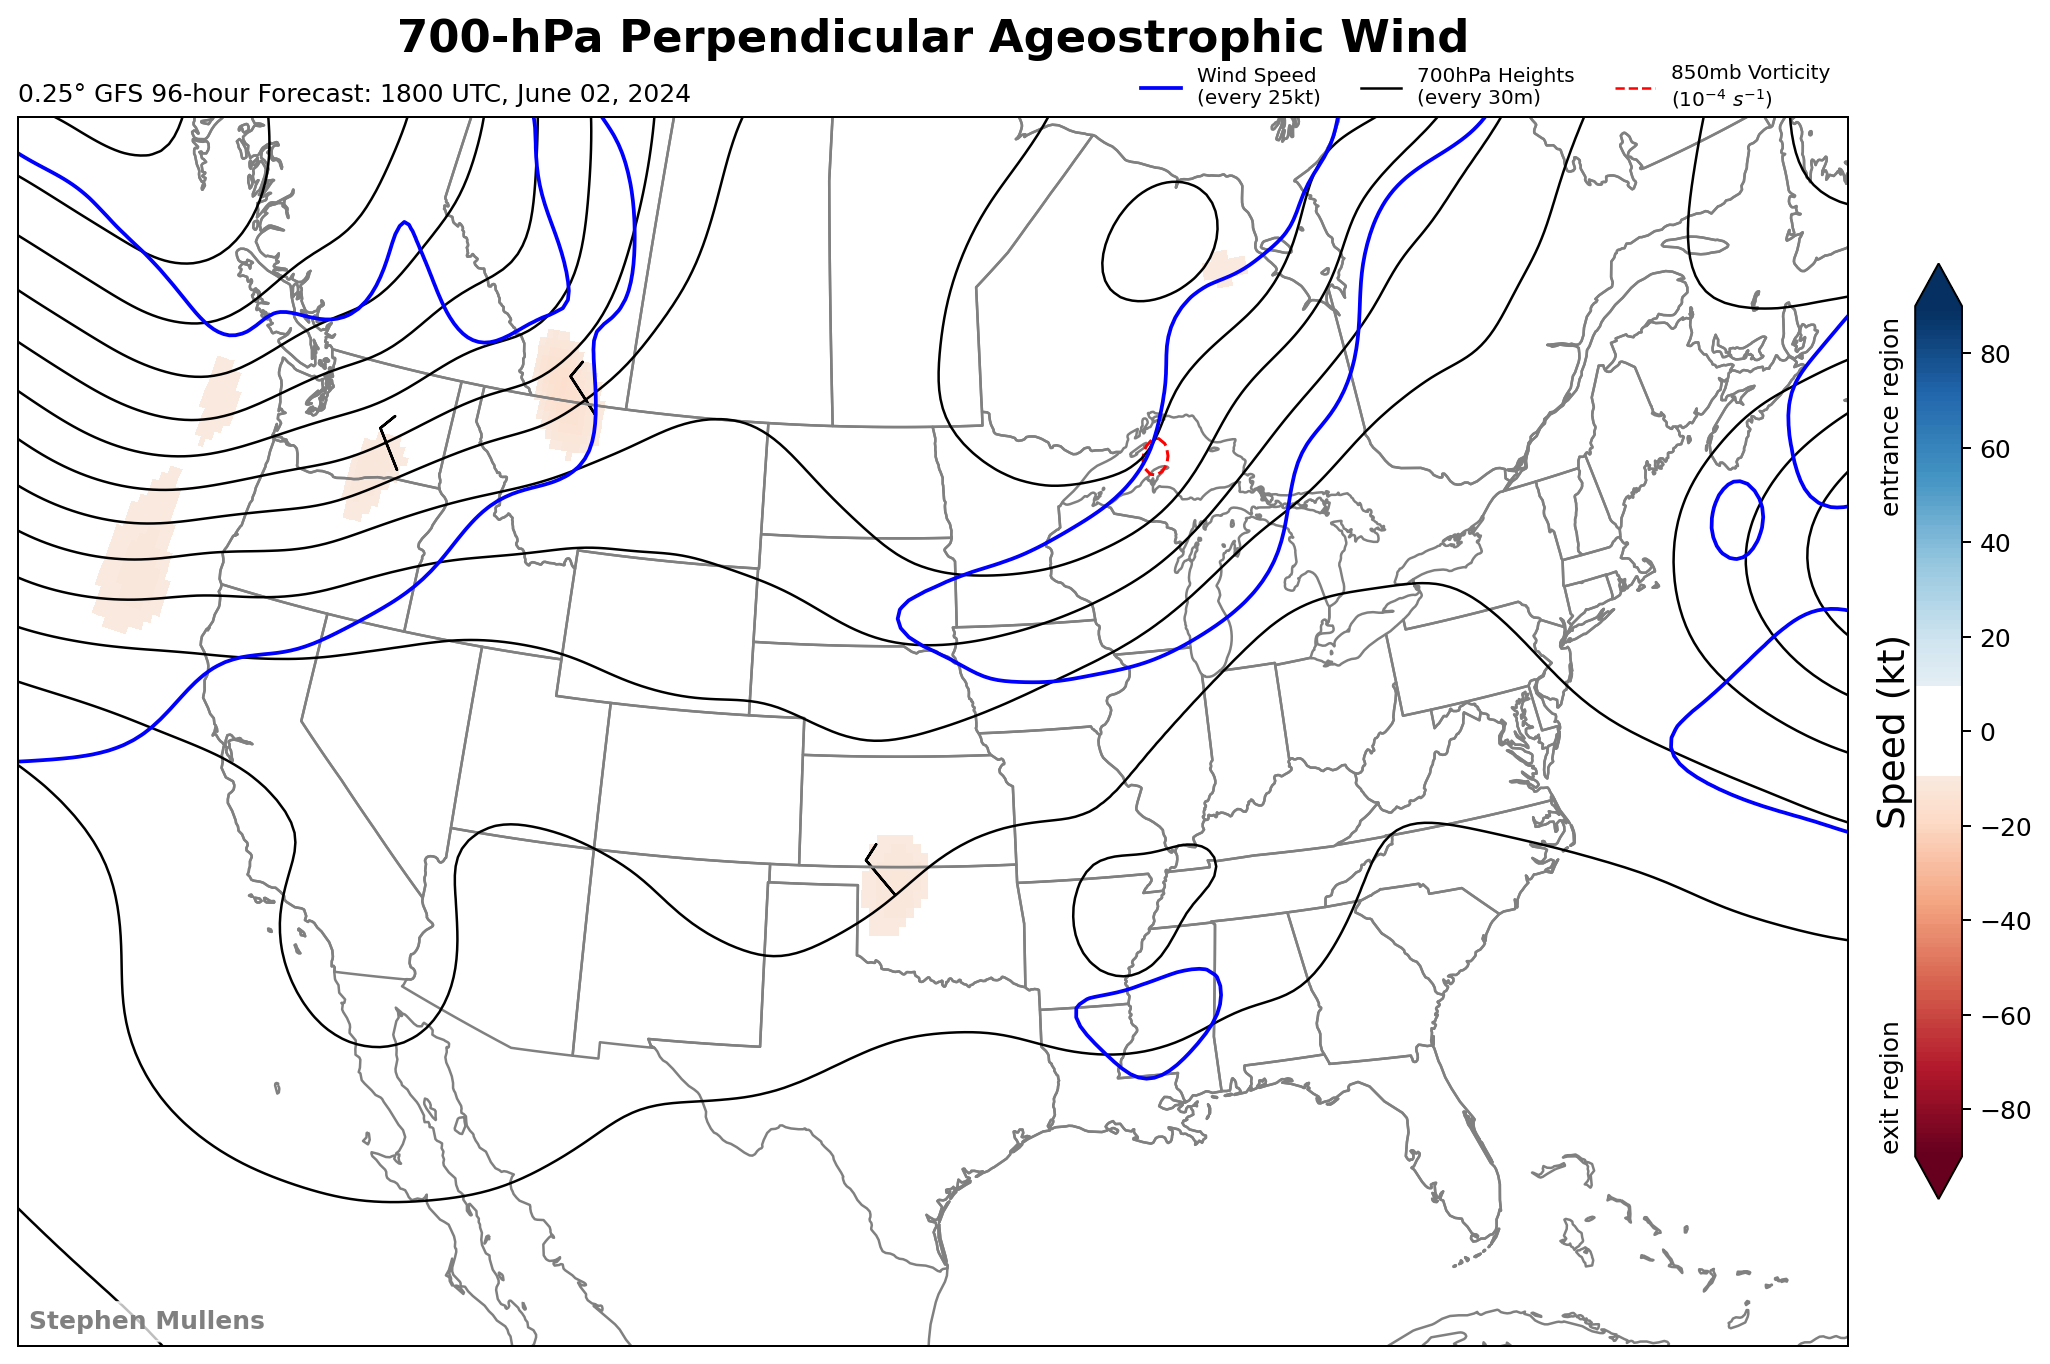 700-hPa Perpendicular Ageostrophic Wind
0.25° GFS 96-hour Forecast: 1800 UTC, June 02, 2024
Wind Speed
(every 25kt)
700hPa Heights
(every 30m)
850mb Vorticity
(10⁻⁴ s⁻¹)
entrance region
Speed (kt)
exit region
80
60
40
20
0
−20
−40
−60
−80
Stephen Mullens